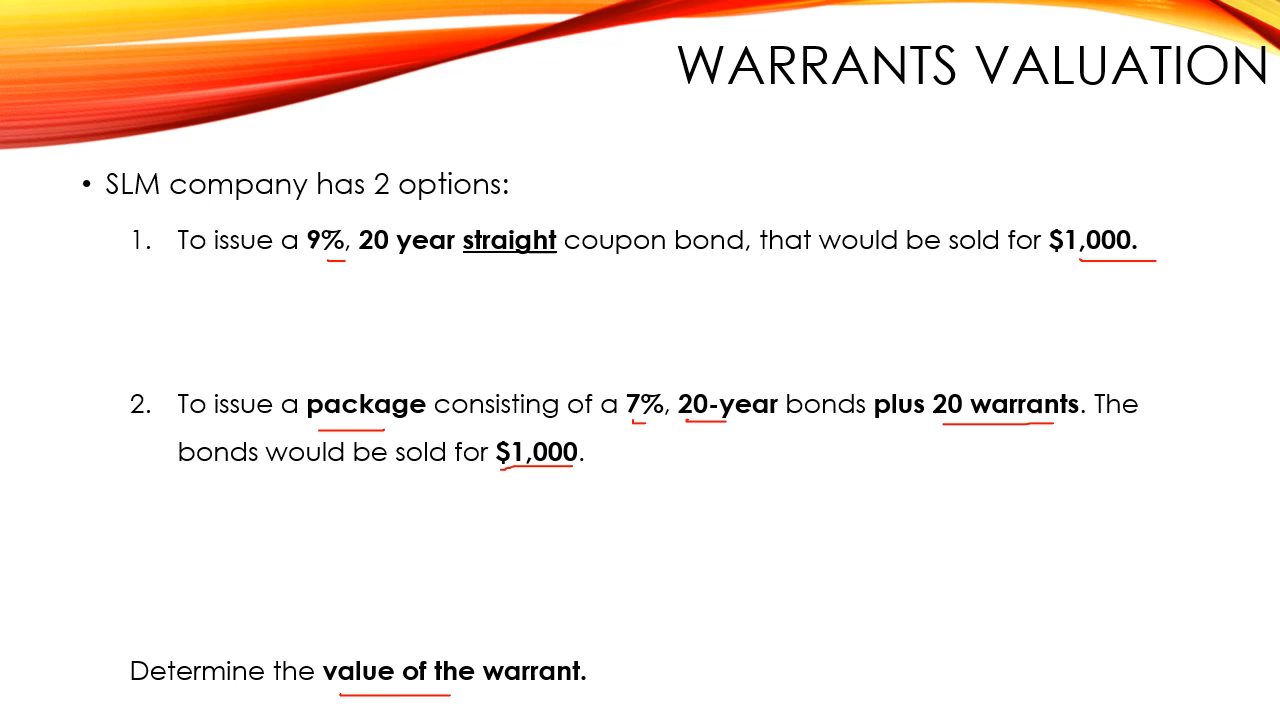 WARRANTS VALUATION
• SLM company has 2 options:
1. To issue a 9%, 20 year straight coupon bond, that would be sold for $1,000.
2. To issue a package consisting of a 7%, 20-year bonds plus 20 warrants. The
bonds would be sold for $1,000.
Determine the value of the warrant.